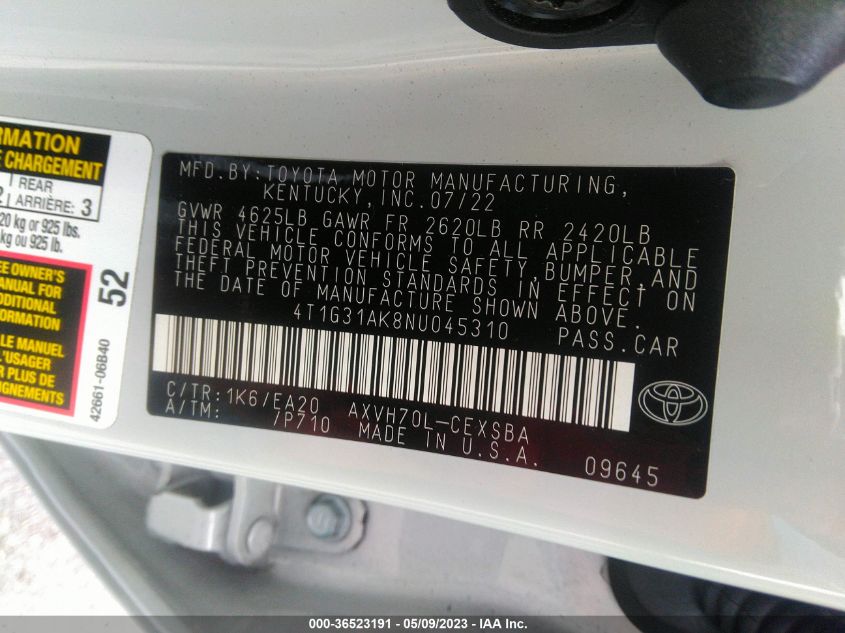 RMATION
E CHARGEMENT
REAR
ARRIÈRE: 3
20 kg or 925 lbs.
kg ou 925 lb.
EE OWNER'S
MANUAL FOR
ADDITIONAL
INFORMATION
LE MANUEL
L'USAGER
R PLUS DE
EIGNEMENTS
52
42661-06B40
MFD.BY:TOYOTA MOTOR MANUFACTURING,
KENTUCKY,INC.07/22
GVWR 4625LB GAWR FR 2620LB RR 2420LB
THIS VEHICLE CONFORMS TO ALL APPLICABLE
FEDERAL MOTOR VEHICLE SAFETY,BUMPER,AND
THEFT PREVENTION STANDARDS IN EFFECT ON
THE DATE OF MANUFACTURE SHOWN ABOVE.
4T1G31AK8NU045310 PASS.CAR
C/TR:1K6/EA20 AXVH70L-CEXSBA
A/TM: /P710 MADE IN U.S.A.
09645
000-36523191 - 05/09/2023 - IAA Inc.